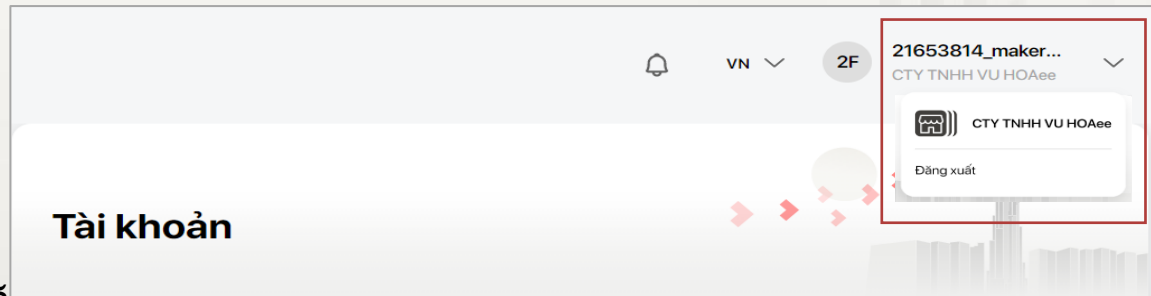 VN
2F
21653814_maker...
CTY TNHH VU HOAee
CTY TNHH VU HOAee
Đăng xuất
Tài khoản